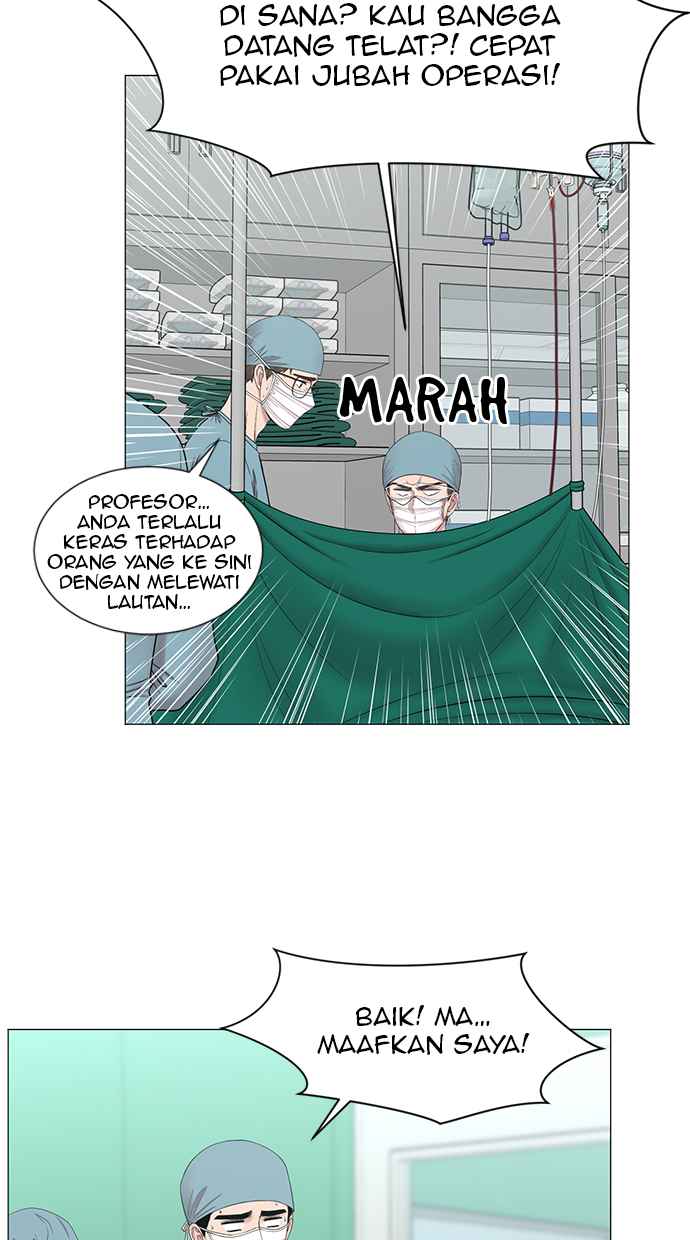 DI SANA? KAU BANGGA
DATANG TELAT?! CEPAT
PAKAI JUBAH OPERASI!
MARAH
PROFESOR...
ANDA TERLALU
KERAS TERHADAP
ORANG YANG KE SINI
DENGAN MELEWATI
LAUTAN...
BAIK! MA...
MAAFKAN SAYA!